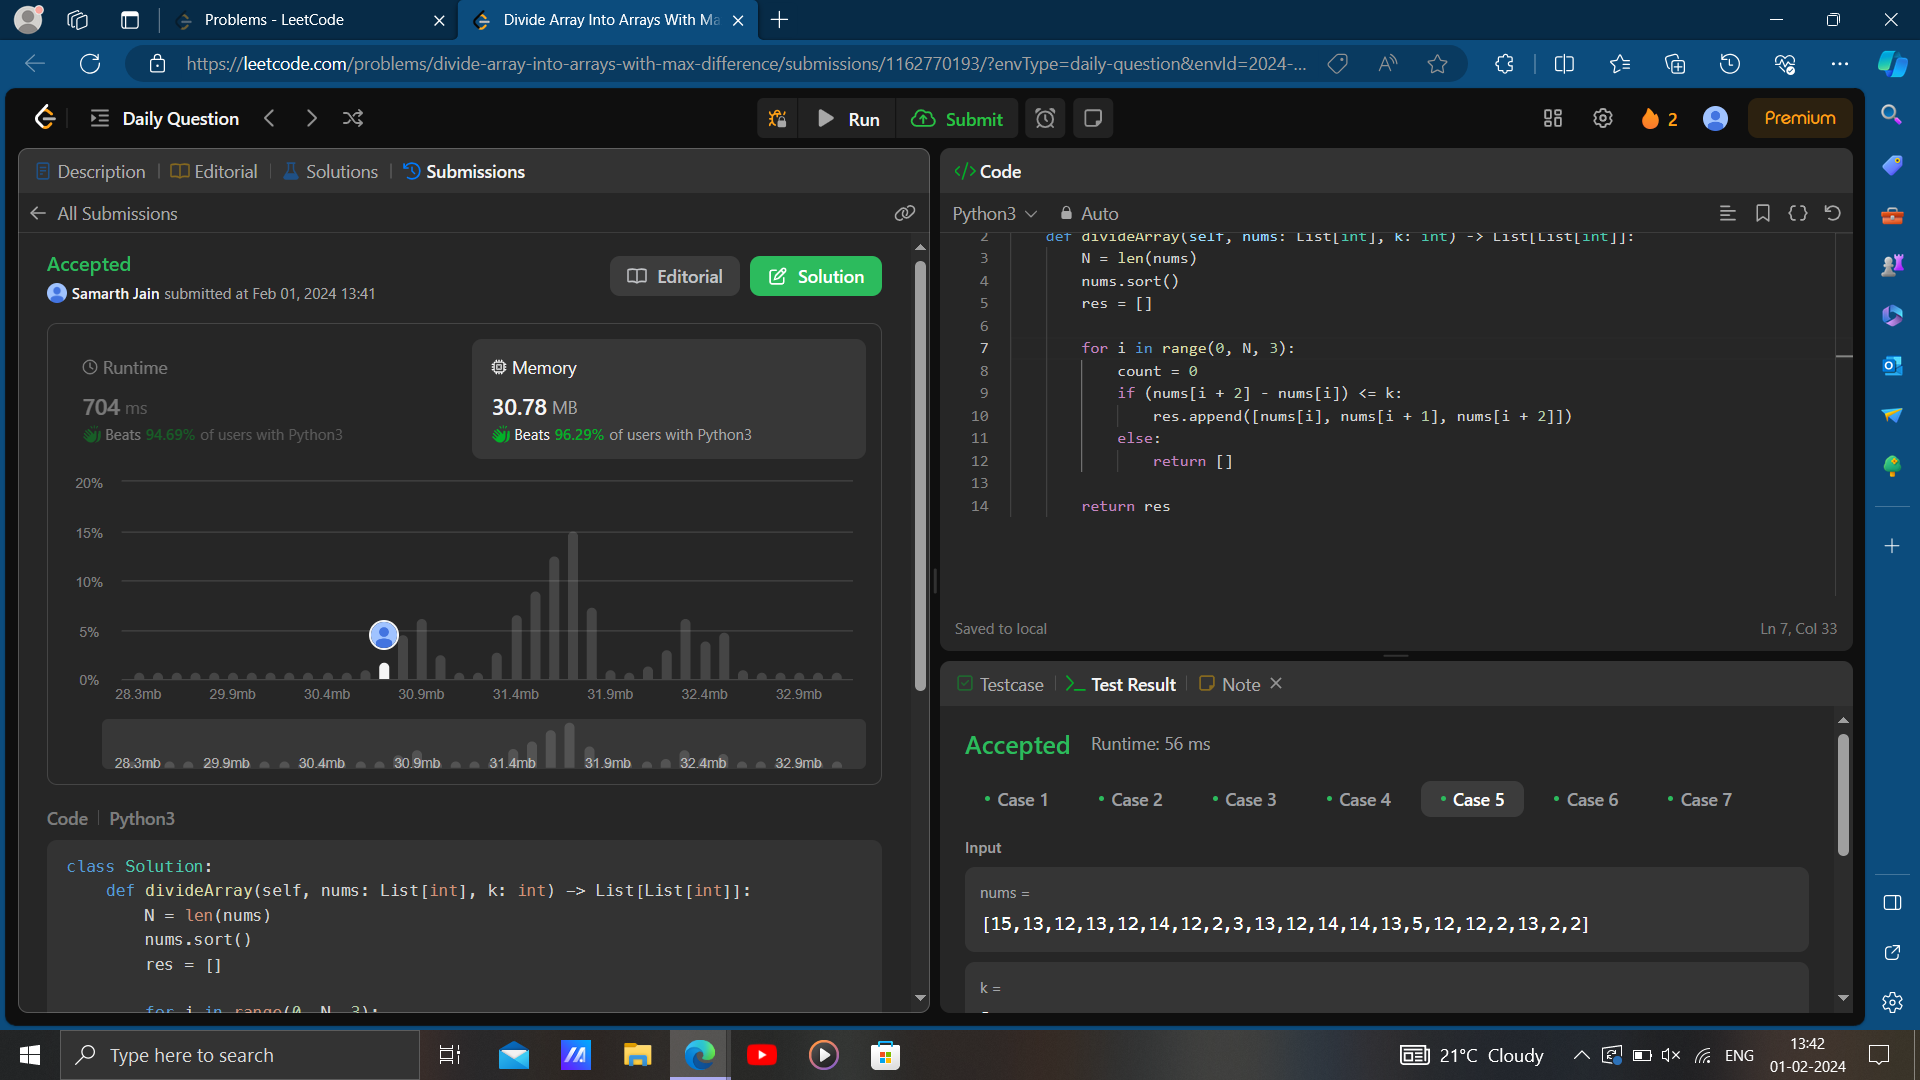 Problems - LeetCode
Divide Array Into Arrays With Ma
https://leetcode.com/problems/divide-array-into-arrays-with-max-difference/submissions/1162770193/?envType=daily-question&envId=2024-...
Daily Question
Run
Submit
2
Premium
Description
Editorial
Solutions
Submissions
All Submissions
Accepted
Samarth Jain submitted at Feb 01, 2024 13:41
Editorial
Solution
Runtime
704 ms
Beats 94.69% of users with Python3
Memory
30.78 MB
Beats 96.29% of users with Python3
20%
15%
10%
5%
0%
28.3mb 29.9mb 30.4mb 30.9mb 31.4mb 31.9mb 32.4mb 32.9mb
28.3mb 29.9mb 30.4mb 30.9mb 31.4mb 31.9mb 32.4mb 32.9mb
Code
Python3
class Solution:
def divideArray(self, nums: List[int], k: int) -> List[List[int]]:
N = len(nums)
nums.sort()
res = []
for i in range(0, N, 3):
Code
Python3
Auto
2 def divideArray(self, nums: List[int], k: int) -> List[List[int]]:
3 N = len(nums)
4 nums.sort()
5 res = []
6
7 for i in range(0, N, 3):
8 count = 0
9 if (nums[i + 2] - nums[i]) <= k:
10 res.append([nums[i], nums[i + 1], nums[i + 2]])
11 else:
12 return []
13
14 return res
Saved to local
Ln 7, Col 33
Testcase
Test Result
Note
Accepted
Runtime: 56 ms
Case 1
Case 2
Case 3
Case 4
Case 5
Case 6
Case 7
Input
nums =
[15,13,12,13,12,14,12,2,3,13,12,14,14,13,5,12,12,2,13,2,2]
k =
Type here to search
21°C Cloudy
ENG
13:42
01-02-2024